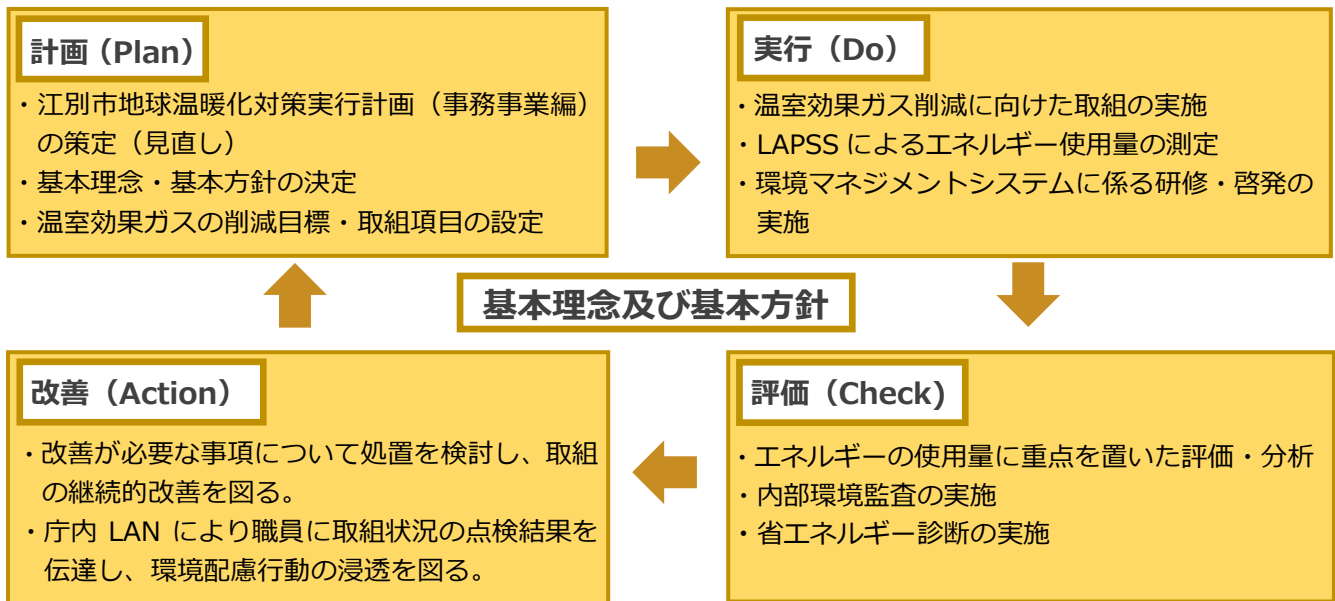 計画（Plan）
・江別市地球温暖化対策実行計画（事務事業編）
の策定（見直し）
・基本理念・基本方針の決定
・温室効果ガスの削減目標・取組項目の設定
実行（Do）
・温室効果ガス削減に向けた取組の実施
・LAPSS によるエネルギー使用量の測定
・環境マネジメントシステムに係る研修・啓発の
実施
基本理念及び基本方針
改善（Action）
・改善が必要な事項について処置を検討し、取組
の継続的改善を図る。
・庁内 LAN により職員に取組状況の点検結果を
伝達し、環境配慮行動の浸透を図る。
評価（Check)
・エネルギーの使用量に重点を置いた評価・分析
・内部環境監査の実施
・省エネルギー診断の実施